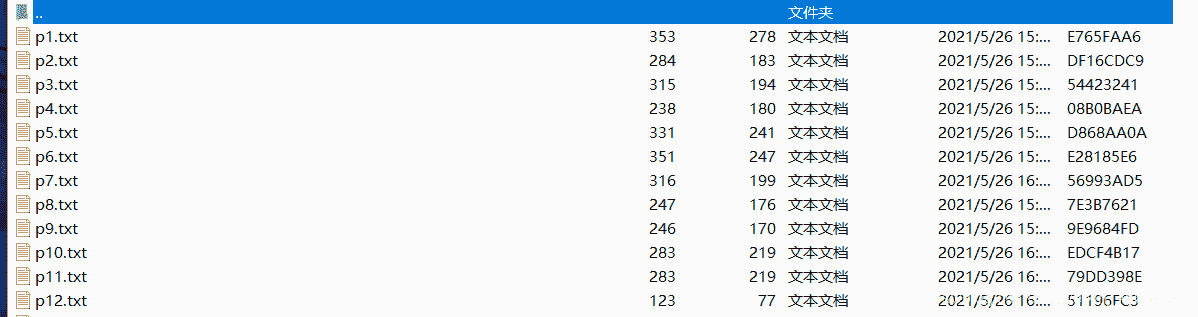 .. 文件夹
p1.txt 353 278 文本文档 2021/5/26 15:... E765FAA6
p2.txt 284 183 文本文档 2021/5/26 15:... DF16CDC9
p3.txt 315 194 文本文档 2021/5/26 15:... 54423241
p4.txt 238 180 文本文档 2021/5/26 15:... 08B0BAEA
p5.txt 331 241 文本文档 2021/5/26 15:... D868AA0A
p6.txt 351 247 文本文档 2021/5/26 15:... E28185E6
p7.txt 316 199 文本文档 2021/5/26 16:... 56993AD5
p8.txt 247 176 文本文档 2021/5/26 15:... 7E3B7621
p9.txt 246 170 文本文档 2021/5/26 15:... 9E9684FD
p10.txt 283 219 文本文档 2021/5/26 16:... EDCF4B17
p11.txt 283 219 文本文档 2021/5/26 16:... 79DD398E
p12.txt 123 77 文本文档 2021/5/26 16:... 51196FC3